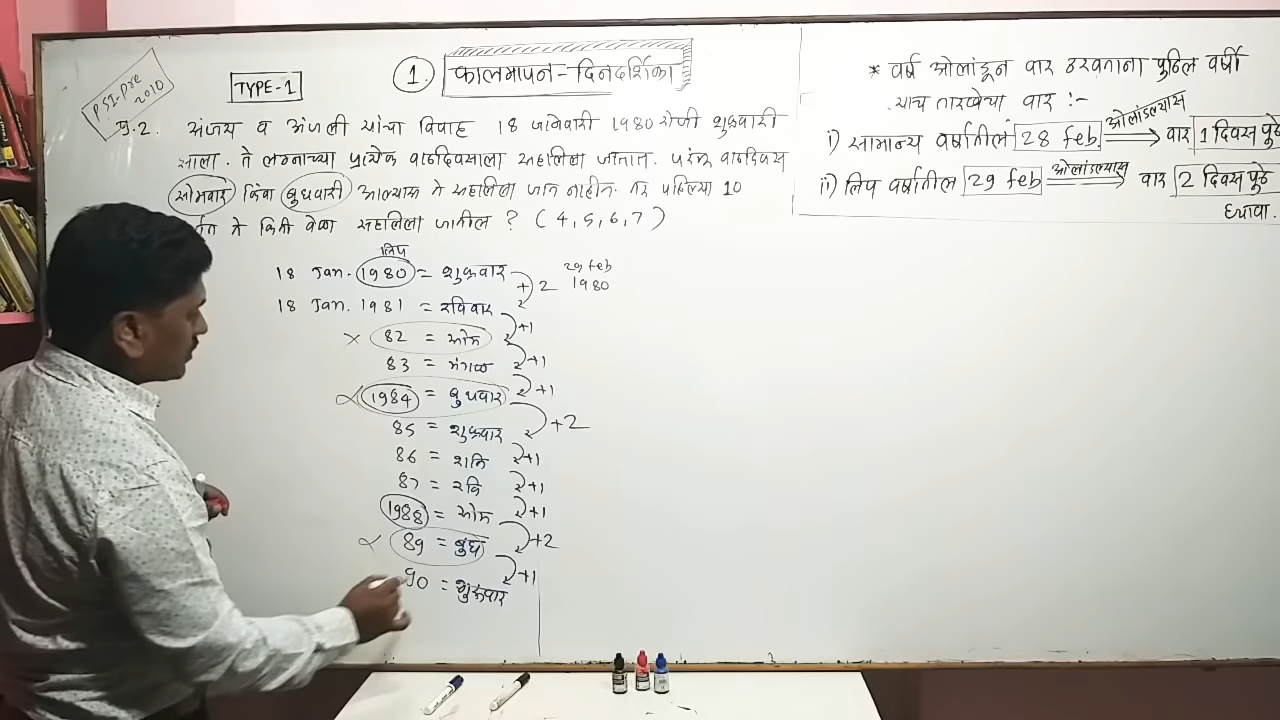 PSI-Pre
2010
TYPE-1
1.
कालमापन - दिनदर्शिका
प्र.2. संजय व अंजली यांचा विवाह 18 जानेवारी 1980 रोजी शुक्रवारी
झाला. ते लग्नाच्या प्रत्येक वाढदिवसाला सहलीला जातात. परंतु वाढदिवस
सोमवार किंवा बुधवारी आल्यास ते सहलीला जात नाहीत. तर पहिल्या 10
ते किती वेळा सहलीला जातील ? (4, 5, 6, 7)
लिप
18 Jan. 1980 = शुक्रवार
+2
29 Feb
1980
18 Jan. 1981 = रविवार
+1
× 82 = सोम
+1
83 = मंगळ
+1
1984 = बुधवार
+2
85 = शुक्रवार
86 = शनि
+1
87 = रवि
+1
1988 = सोम
+1
89 = बुध
+2
90 = शुक्रवार
+1
* वर्ष ओलांडून वार ठरवताना पुढिल वर्षी
त्याच तारखेचा वार :-
i) सामान्य वर्षातील 28 feb ओलांडल्यास → वार 1 दिवस पुढे
ii) लिप वर्षातील 29 feb ओलांडल्यास → वार 2 दिवस पुढे
घ्यावा.